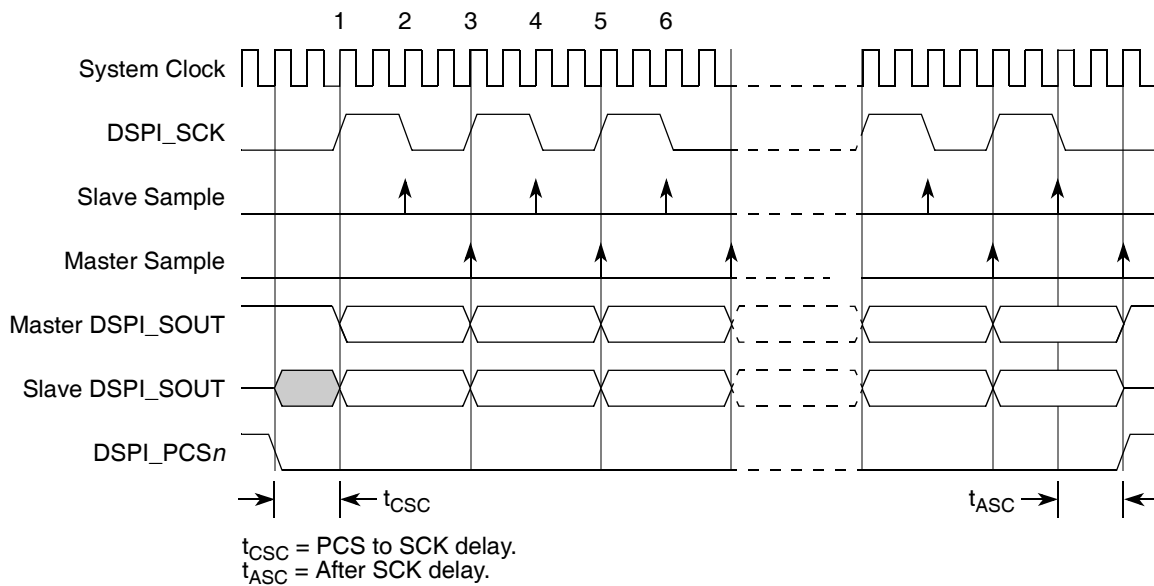 1 2 3 4 5 6
System Clock
DSPI_SCK
Slave Sample
Master Sample
Master DSPI_SOUT
Slave DSPI_SOUT
DSPI_PCSn
tCSC
tASC
tCSC = PCS to SCK delay.
tASC = After SCK delay.